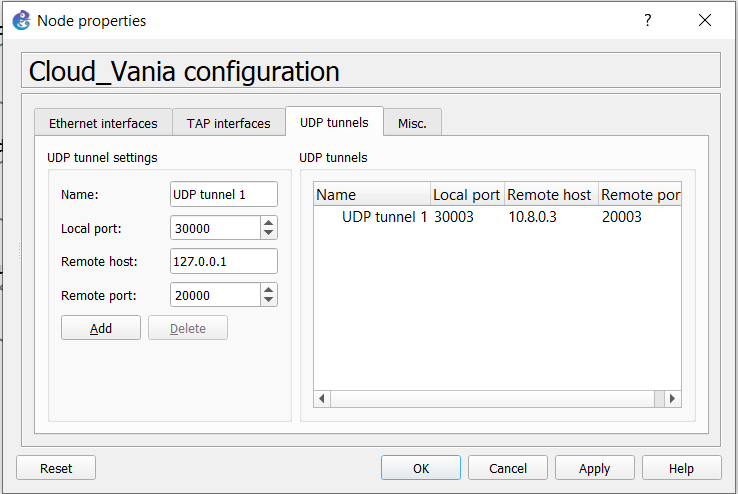 Node properties
?
Cloud_Vania configuration
Ethernet interfaces
TAP interfaces
UDP tunnels
Misc.
UDP tunnel settings
Name: UDP tunnel 1
Local port: 30000
Remote host: 127.0.0.1
Remote port: 20000
Add
Delete
UDP tunnels
Name Local port Remote host Remote por
UDP tunnel 1 30003 10.8.0.3 20003
Reset
OK
Cancel
Apply
Help